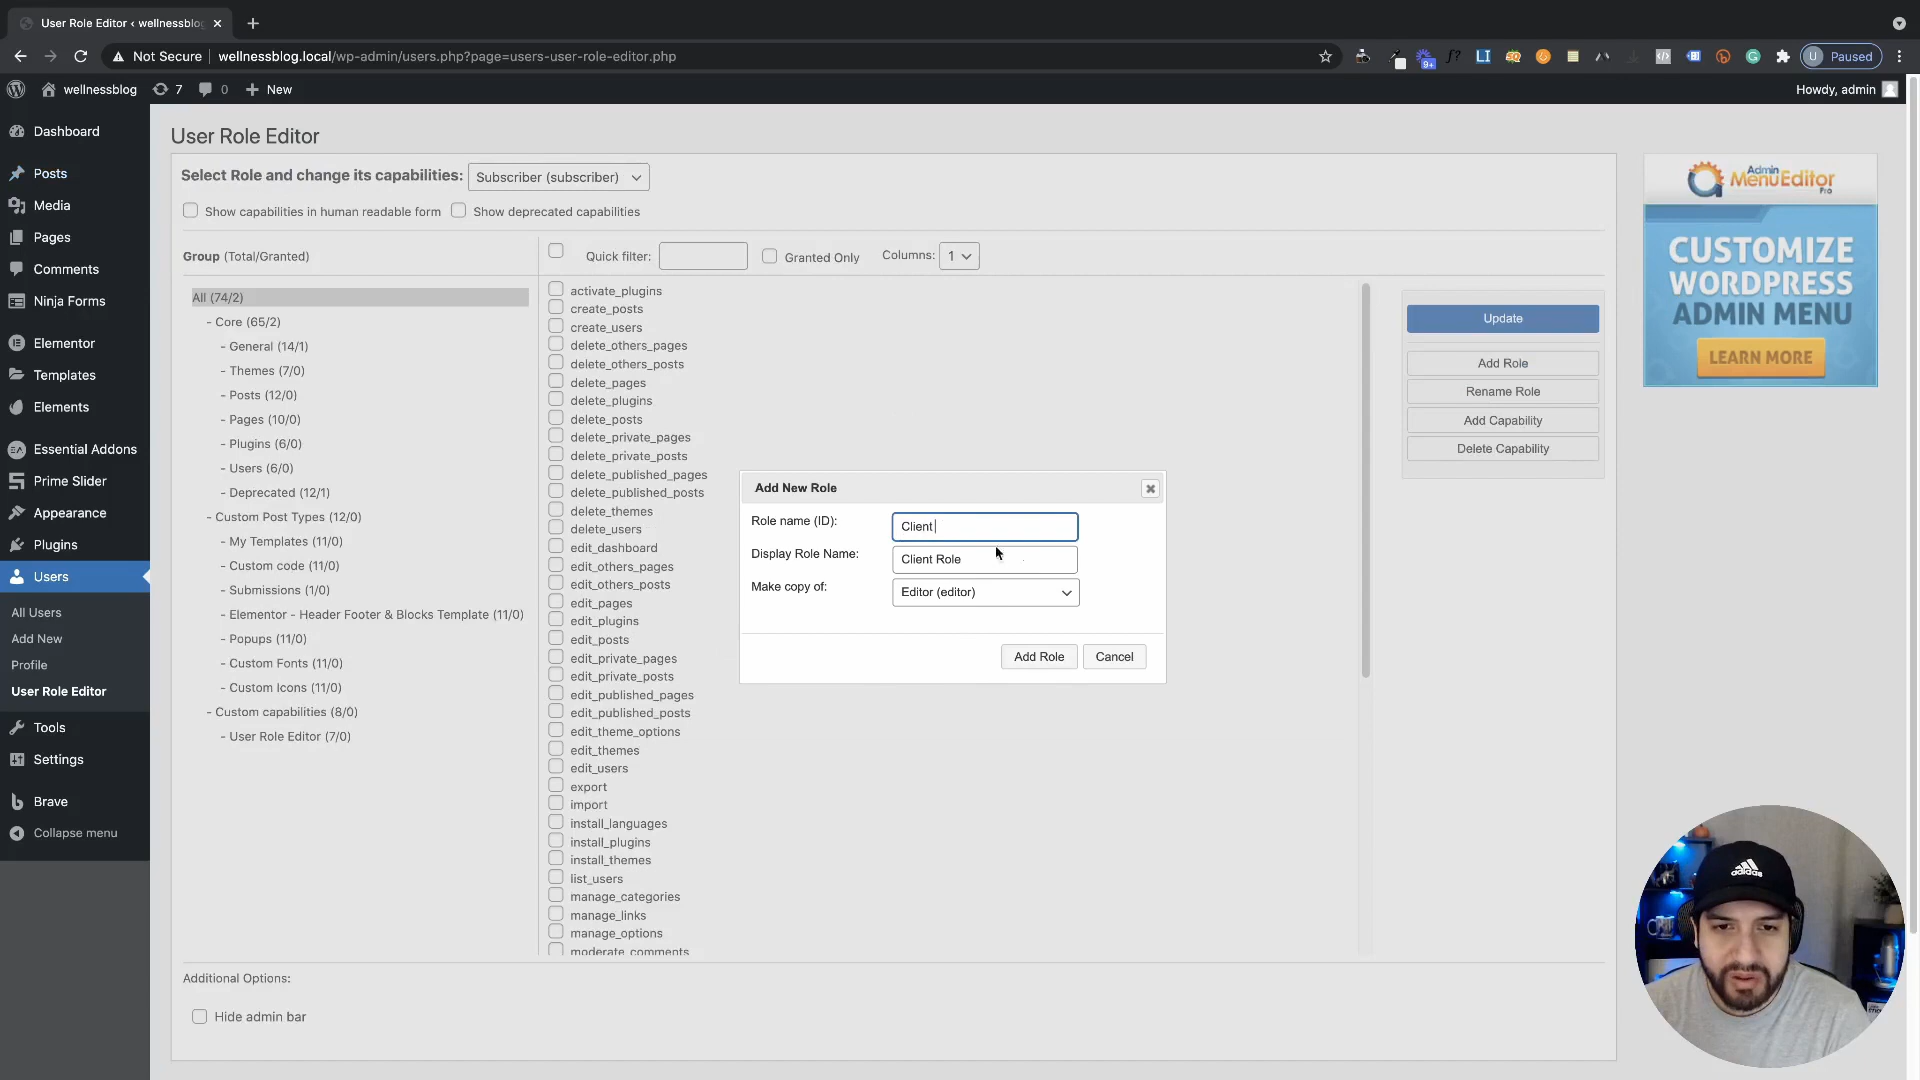 User Role Editor ‹ wellnessblog
Not Secure
wellnessblog.local/wp-admin/users.php?page=users-user-role-editor.php
9+
f?
LI
U
Paused
wellnessblog
7
0
New
Howdy, admin
Dashboard
Posts
Media
Pages
Comments
Ninja Forms
Elementor
Templates
Elements
Essential Addons
Prime Slider
Appearance
Plugins
Users
All Users
Add New
Profile
User Role Editor
Tools
Settings
Brave
Collapse menu
User Role Editor
Select Role and change its capabilities:
Subscriber (subscriber)
Show capabilities in human readable form
Show deprecated capabilities
Group (Total/Granted)
Quick filter:
Granted Only
Columns:
1
All (74/2)
- Core (65/2)
- General (14/1)
- Themes (7/0)
- Posts (12/0)
- Pages (10/0)
- Plugins (6/0)
- Users (6/0)
- Deprecated (12/1)
- Custom Post Types (12/0)
- My Templates (11/0)
- Custom code (11/0)
- Submissions (1/0)
- Elementor - Header Footer & Blocks Template (11/0)
- Popups (11/0)
- Custom Fonts (11/0)
- Custom Icons (11/0)
- Custom capabilities (8/0)
- User Role Editor (7/0)
activate_plugins
create_posts
create_users
delete_others_pages
delete_others_posts
delete_pages
delete_plugins
delete_posts
delete_private_pages
delete_private_posts
delete_published_pages
delete_published_posts
delete_themes
delete_users
edit_dashboard
edit_others_pages
edit_others_posts
edit_pages
edit_plugins
edit_posts
edit_private_pages
edit_private_posts
edit_published_pages
edit_published_posts
edit_theme_options
edit_themes
edit_users
export
import
install_languages
install_plugins
install_themes
list_users
manage_categories
manage_links
manage_options
moderate_comments
Update
Add Role
Rename Role
Add Capability
Delete Capability
Admin
MenuEditor
Pro
CUSTOMIZE
WORDPRESS
ADMIN MENU
LEARN MORE
Add New Role
Role name (ID):
Client
Display Role Name:
Client Role
Make copy of:
Editor (editor)
Add Role
Cancel
Additional Options:
Hide admin bar
adidas